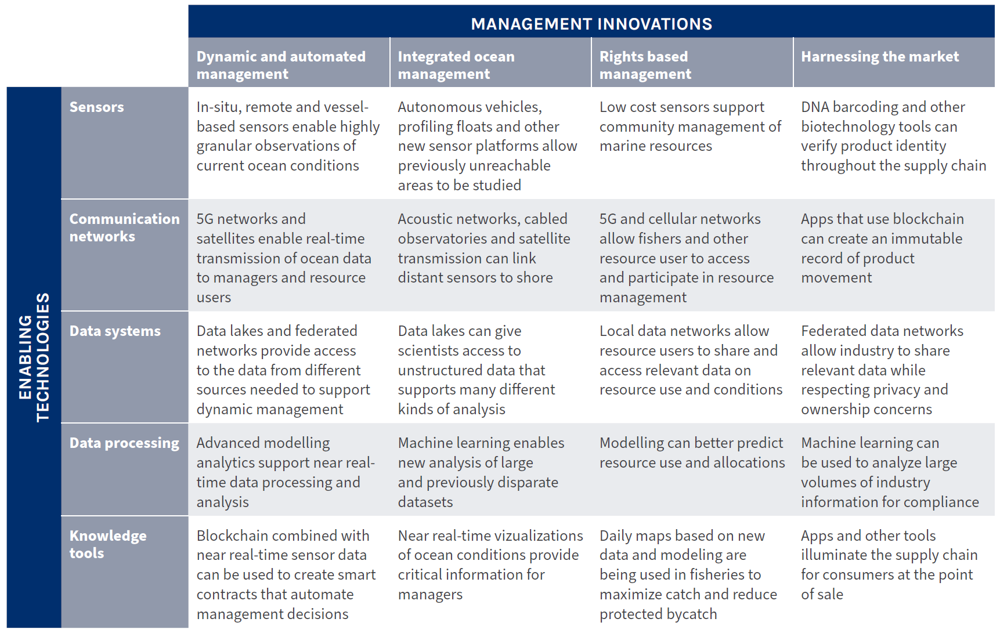 MANAGEMENT INNOVATIONS
Dynamic and automated
management
Integrated ocean
management
Rights based
management
Harnessing the market
ENABLING
TECHNOLOGIES
Sensors
In-situ, remote and vessel-
based sensors enable highly
granular observations of
current ocean conditions
Autonomous vehicles,
profiling floats and other
new sensor platforms allow
previously unreachable
areas to be studied
Low cost sensors support
community management of
marine resources
DNA barcoding and other
biotechnology tools can
verify product identity
throughout the supply chain
Communication
networks
5G networks and
satellites enable real-time
transmission of ocean data
to managers and resource
users
Acoustic networks, cabled
observatories and satellite
transmission can link
distant sensors to shore
5G and cellular networks
allow fishers and other
resource user to access
and participate in resource
management
Apps that use blockchain
can create an immutable
record of product
movement
Data systems
Data lakes and federated
networks provide access
to the data from different
sources needed to support
dynamic management
Data lakes can give
scientists access to
unstructured data that
supports many different
kinds of analysis
Local data networks allow
resource users to share and
access relevant data on
resource use and conditions
Federated data networks
allow industry to share
relevant data while
respecting privacy and
ownership concerns
Data processing
Advanced modelling
analytics support near real-
time data processing and
analysis
Machine learning enables
new analysis of large
and previously disparate
datasets
Modelling can better predict
resource use and allocations
Machine learning can
be used to analyze large
volumes of industry
information for compliance
Knowledge
tools
Blockchain combined with
near real-time sensor data
can be used to create smart
contracts that automate
management decisions
Near real-time vizualizations
of ocean conditions provide
critical information for
managers
Daily maps based on new
data and modeling are
being used in fisheries to
maximize catch and reduce
protected bycatch
Apps and other tools
illuminate the supply chain
for consumers at the point
of sale